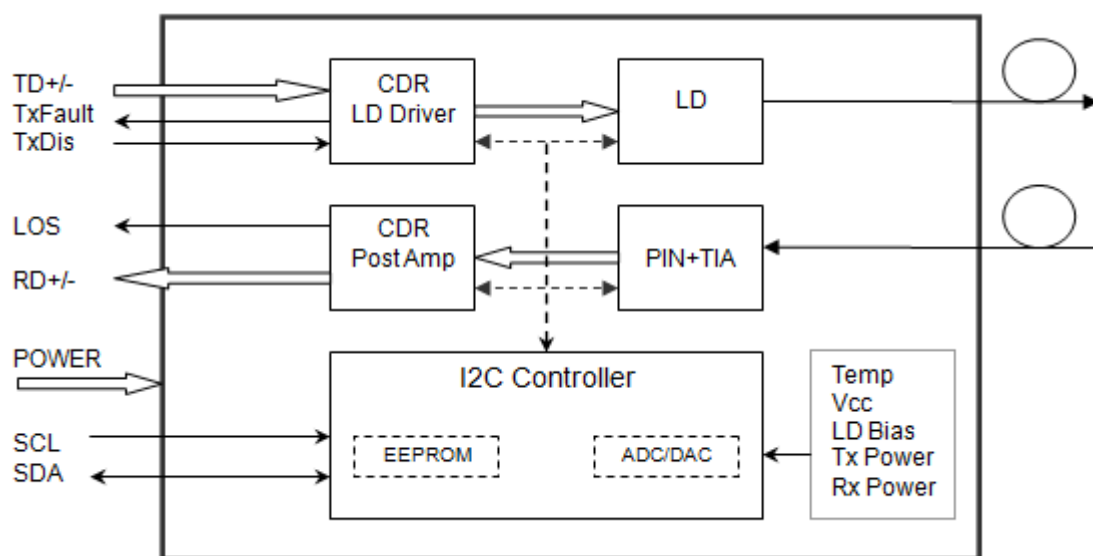 TD+/-
TxFault
TxDis
CDR
LD Driver
LD
LOS
RD+/-
CDR
Post Amp
PIN+TIA
POWER
SCL
SDA
I2C Controller
EEPROM
ADC/DAC
Temp
Vcc
LD Bias
Tx Power
Rx Power